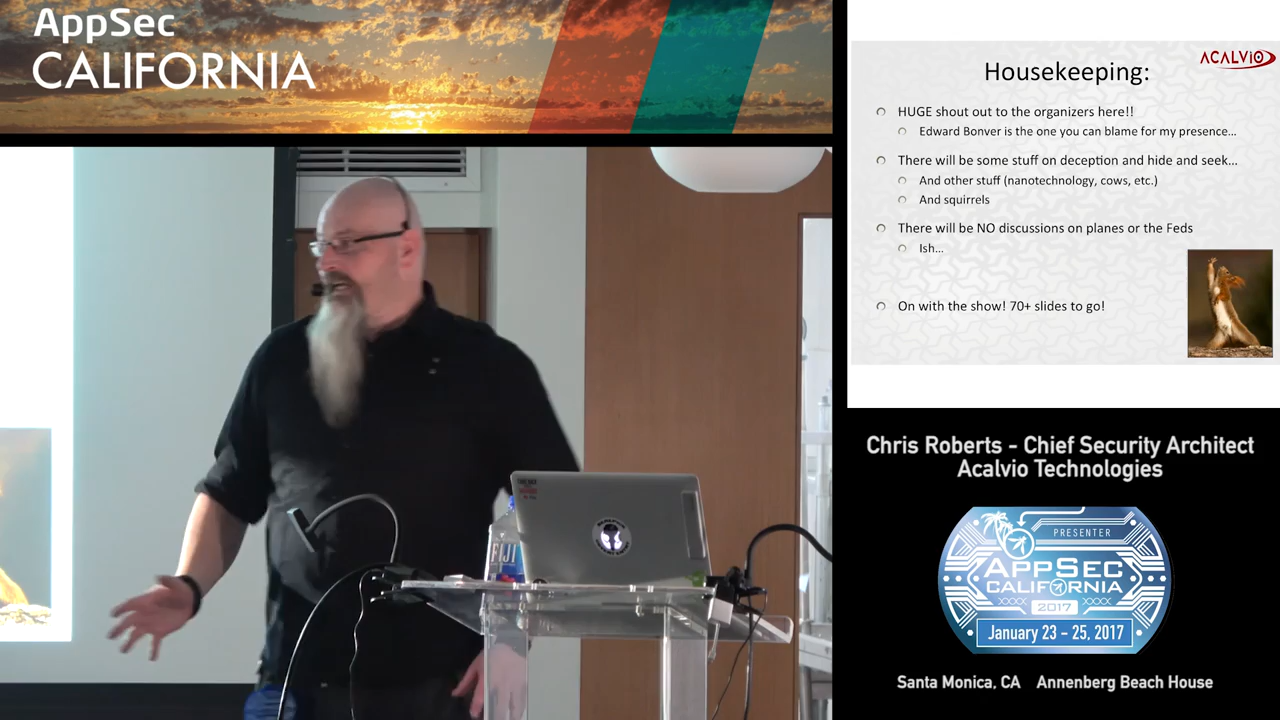 AppSec
CALIFORNIA
FIJI
ACALVIO
Housekeeping:
HUGE shout out to the organizers here!!
Edward Bonver is the one you can blame for my presence...
There will be some stuff on deception and hide and seek...
And other stuff (nanotechnology, cows, etc.)
And squirrels
There will be NO discussions on planes or the Feds
Ish...
On with the show! 70+ slides to go!
Chris Roberts - Chief Security Architect
Acalvio Technologies
PRESENTER
APPSEC
CALIFORNIA
2017
January 23 - 25, 2017
Santa Monica, CA Annenberg Beach House